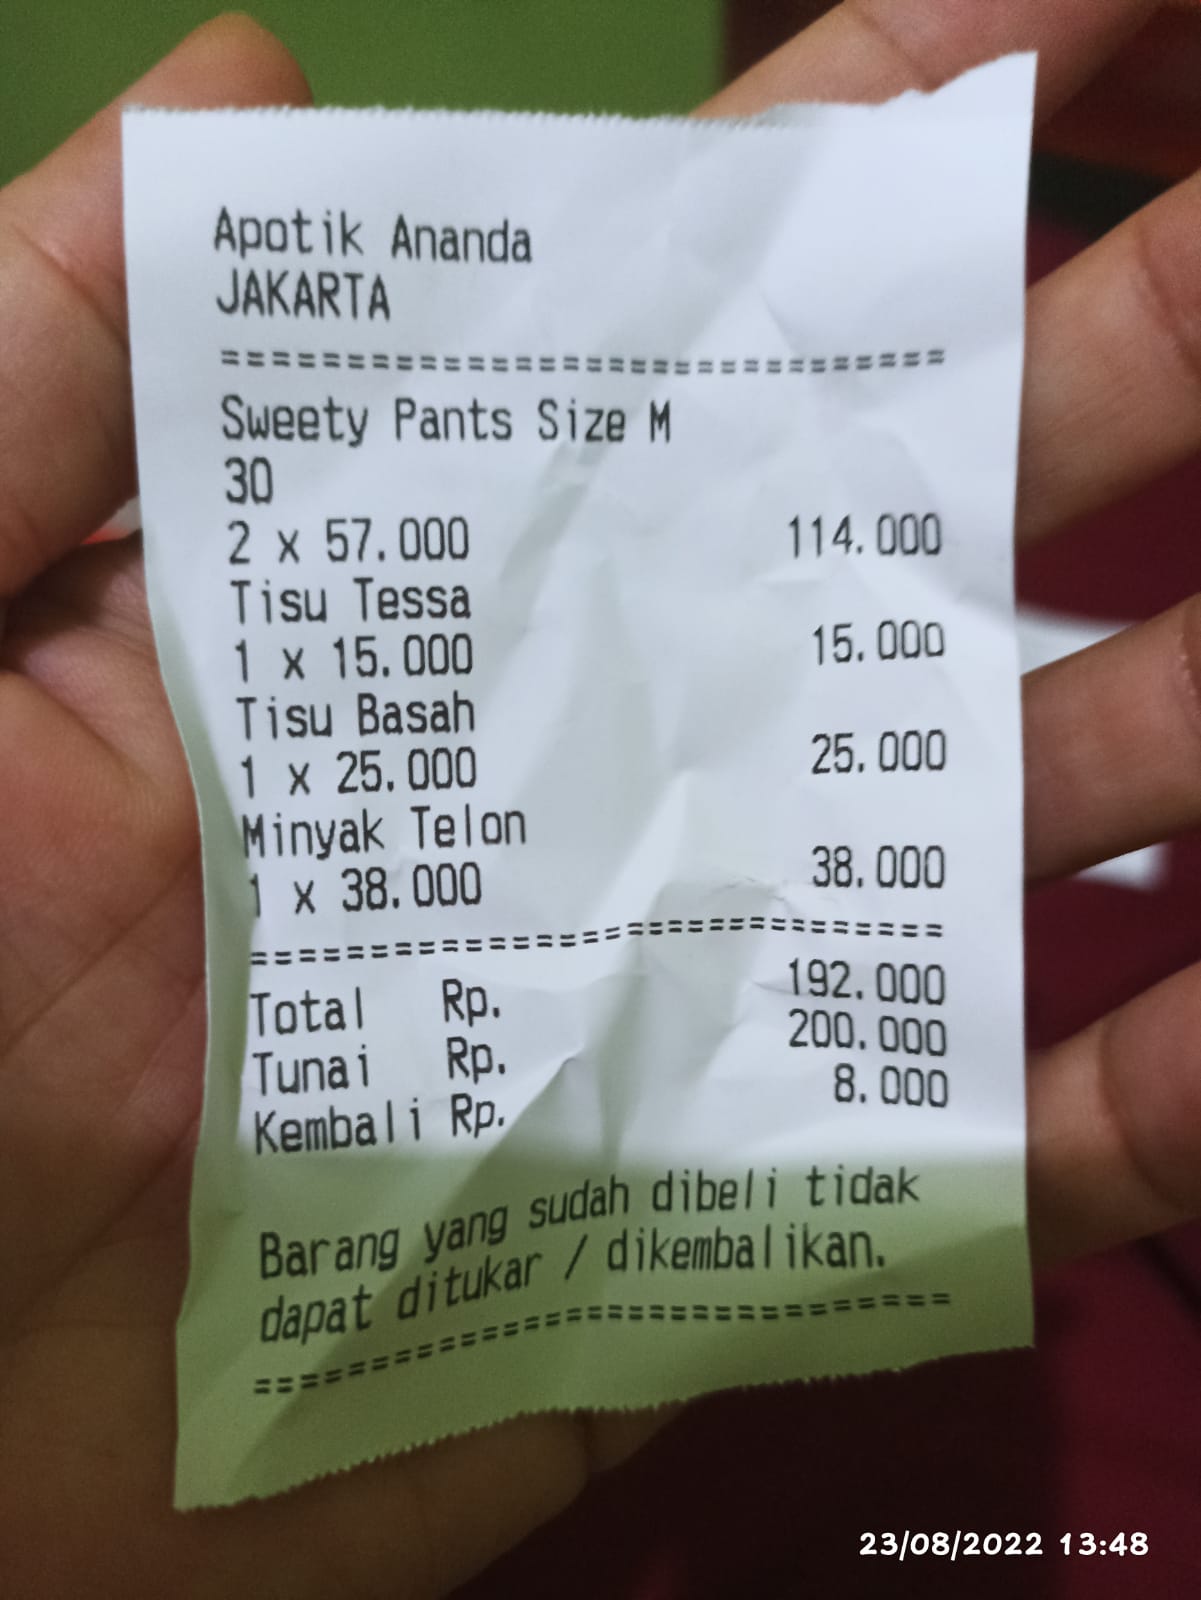 Apotik Ananda
JAKARTA
===============================
Sweety Pants Size M
30
2 x 57.000 114.000
Tisu Tessa
1 x 15.000 15.000
Tisu Basah
1 x 25.000 25.000
Minyak Telon
1 x 38.000 38.000
===============================
Total Rp. 192.000
Tunai Rp. 200.000
Kembali Rp. 8.000
Barang yang sudah dibeli tidak
dapat ditukar / dikembalikan.
===============================
23/08/2022 13:48